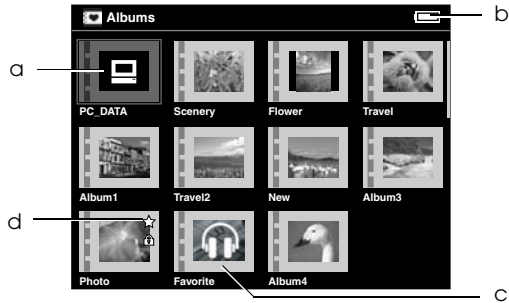 Albums
b
a
PC_DATA Scenery Flower Travel
Album1 Travel2 New Album3
d
Photo Favorite Album4
c